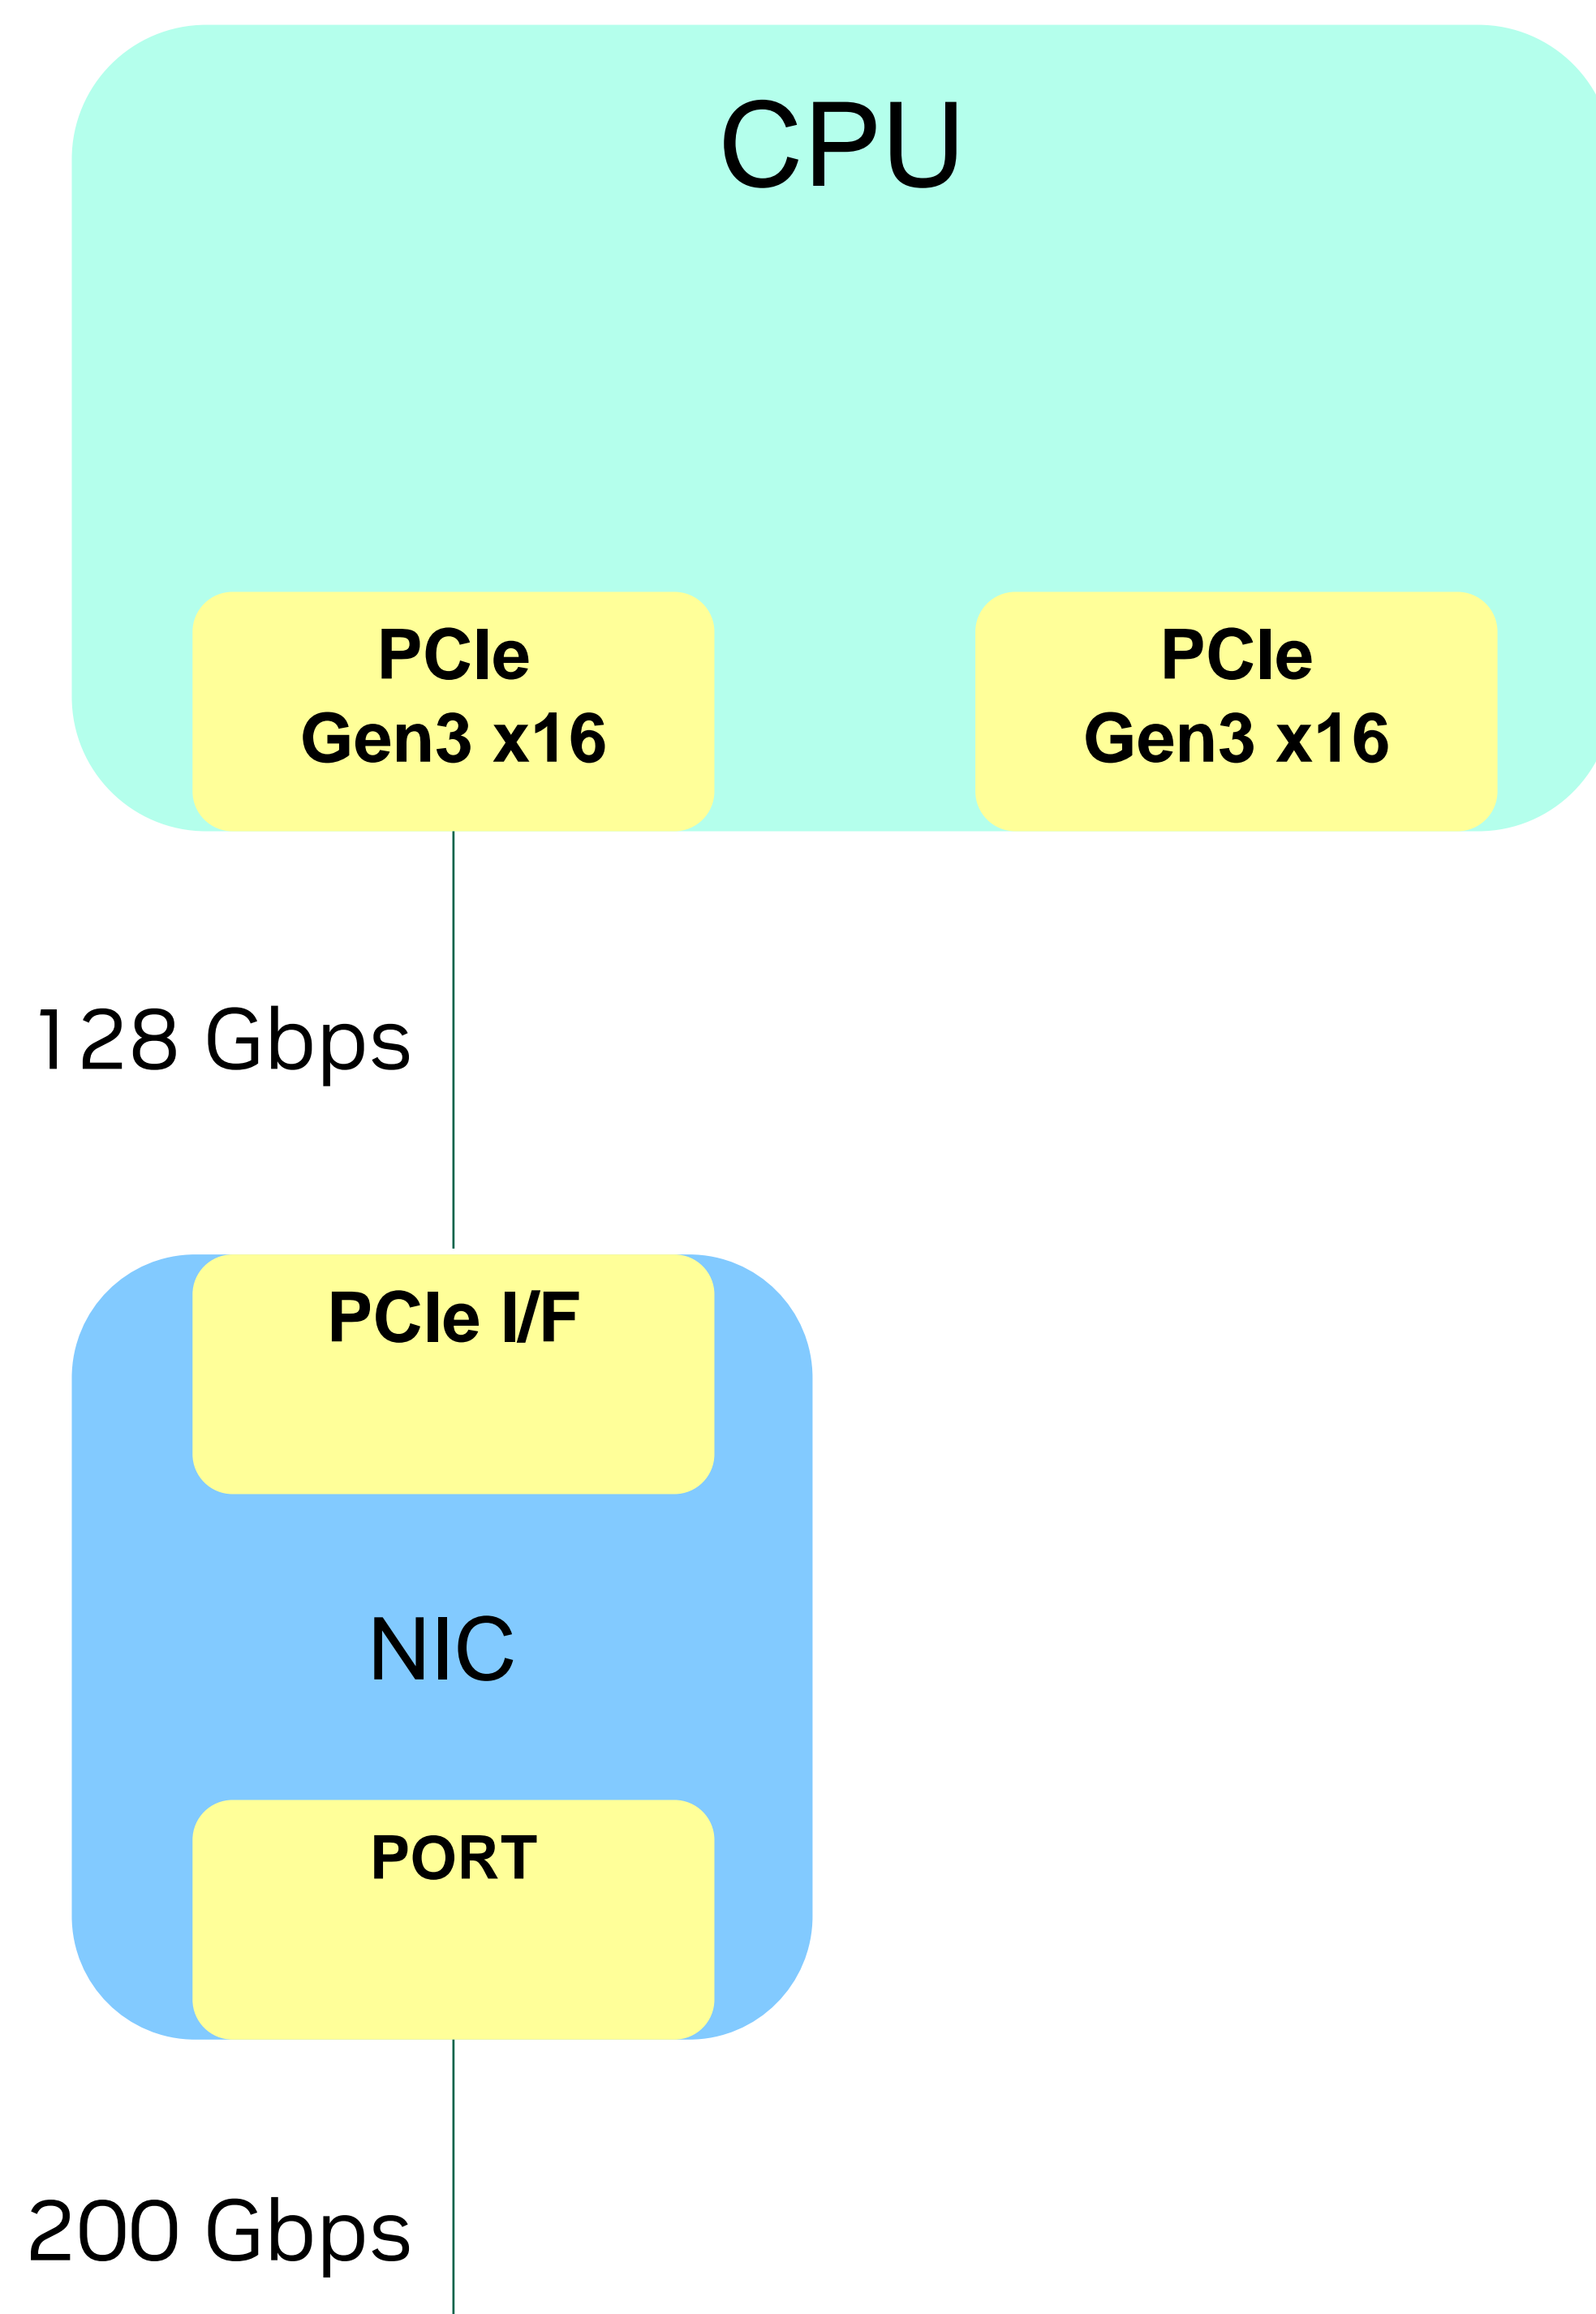 CPU
PCIe
Gen3 x16
PCIe
Gen3 x16
128 Gbps
PCIe I/F
NIC
PORT
200 Gbps